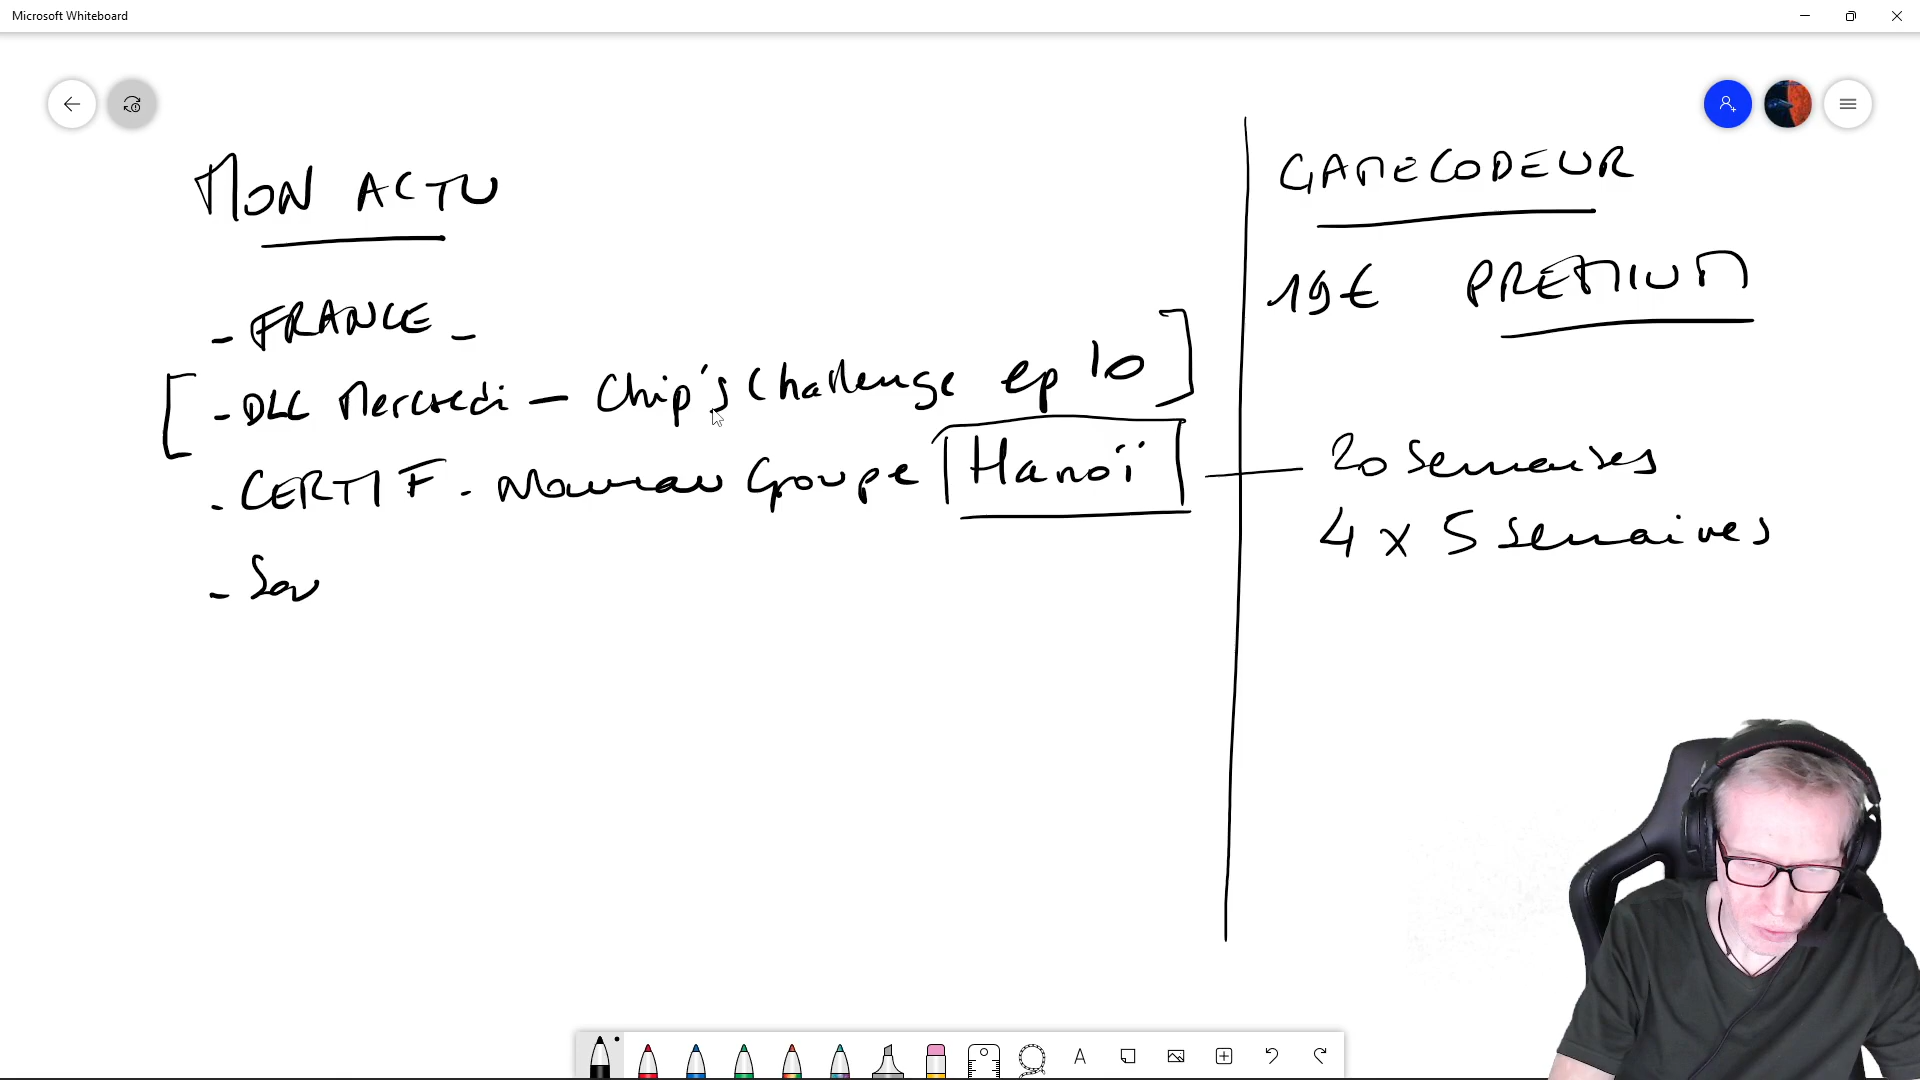 Microsoft Whiteboard
MON ACTU
- FRANCE -
[ - DLC Mercredi - Chip's Challenge ep 10 ]
- CERTIF - Nouveau Groupe Hanoï
- Sav
GAMECODEUR
19€ PREMIUM
20 Semaines
4 x 5 semaines
A